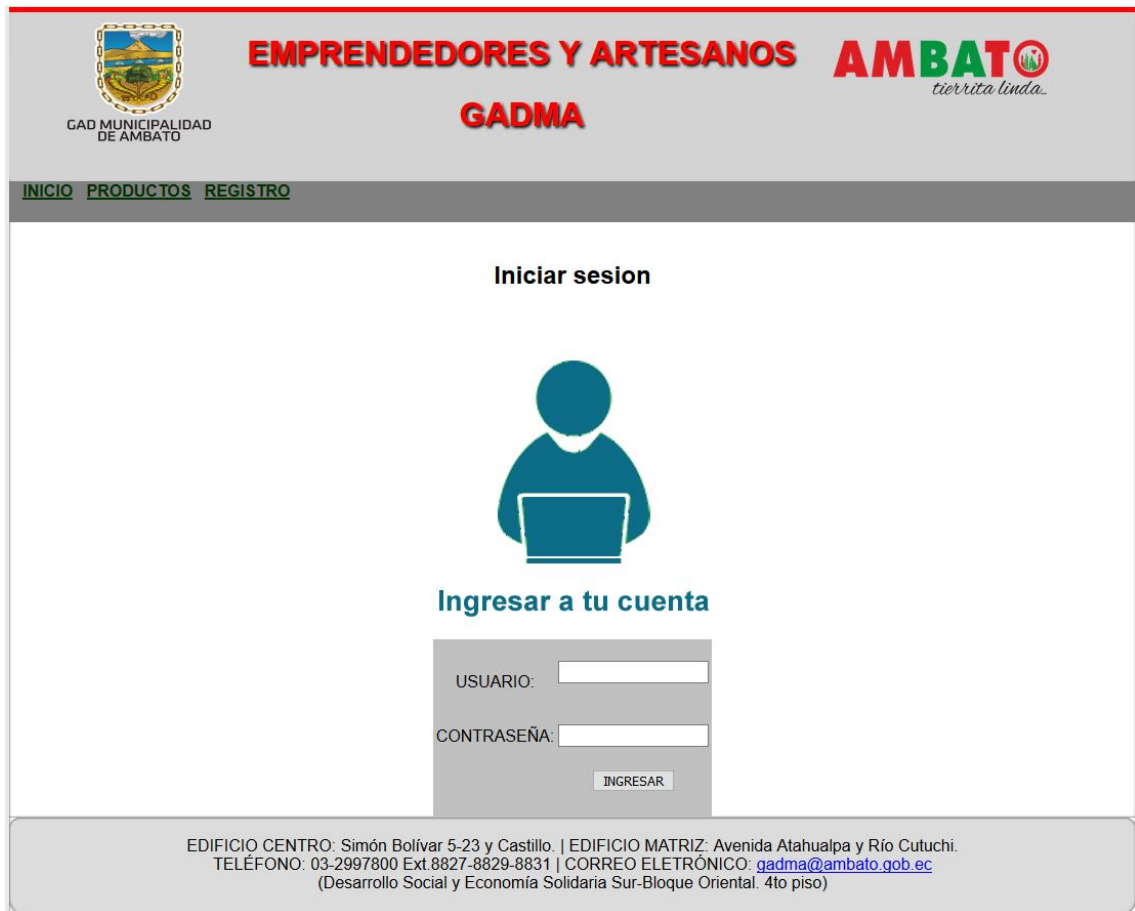 GAD MUNICIPALIDAD
DE AMBATO
EMPRENDEDORES Y ARTESANOS
GADMA
AMBATO
tierrita linda..
INICIO PRODUCTOS REGISTRO
Iniciar sesion
Ingresar a tu cuenta
USUARIO:
CONTRASEÑA:
INGRESAR
EDIFICIO CENTRO: Simón Bolívar 5-23 y Castillo. | EDIFICIO MATRIZ: Avenida Atahualpa y Río Cutuchi.
TELÉFONO: 03-2997800 Ext.8827-8829-8831 | CORREO ELETRÓNICO: gadma@ambato.gob.ec
(Desarrollo Social y Economía Solidaria Sur-Bloque Oriental. 4to piso)